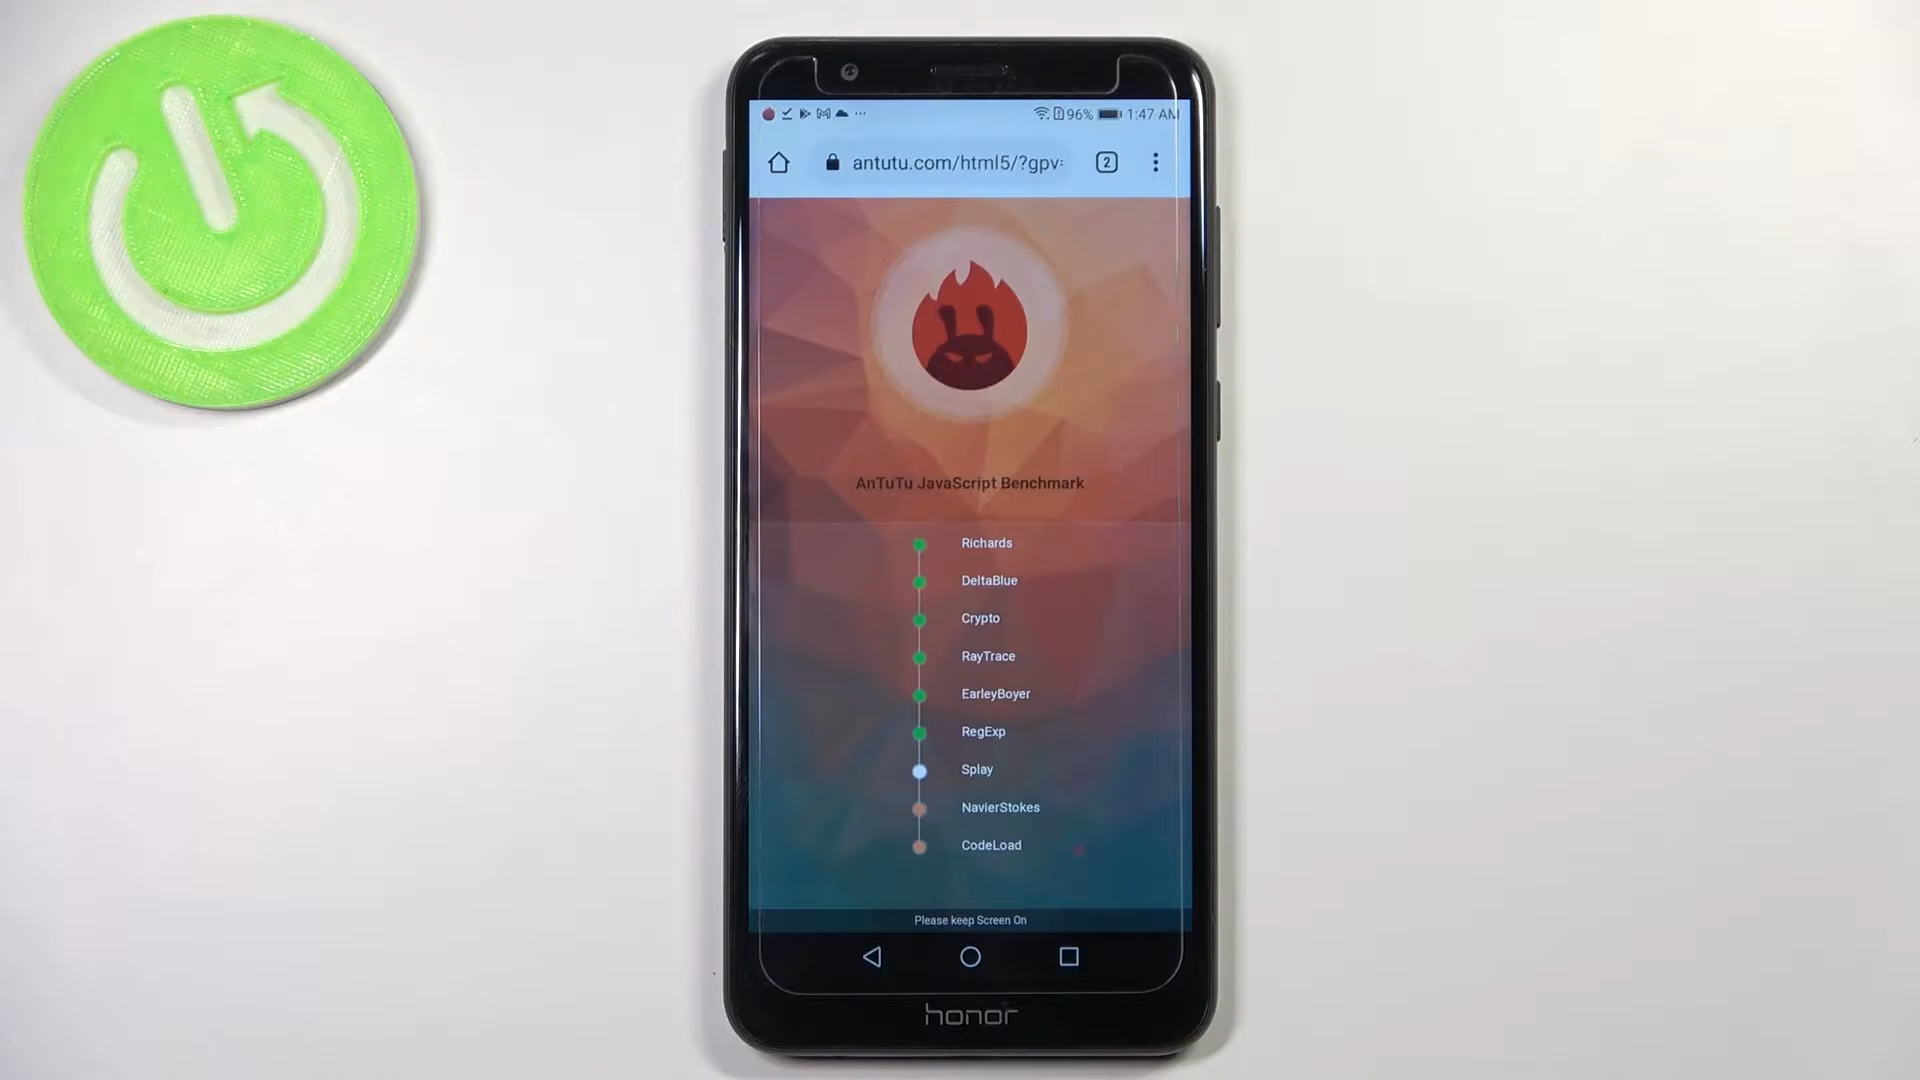 96% 1:47 AM
antutu.com/html5/?gpv=
2
AnTuTu JavaScript Benchmark
Richards
DeltaBlue
Crypto
RayTrace
EarleyBoyer
RegExp
Splay
NavierStokes
CodeLoad
Please keep Screen On
honor